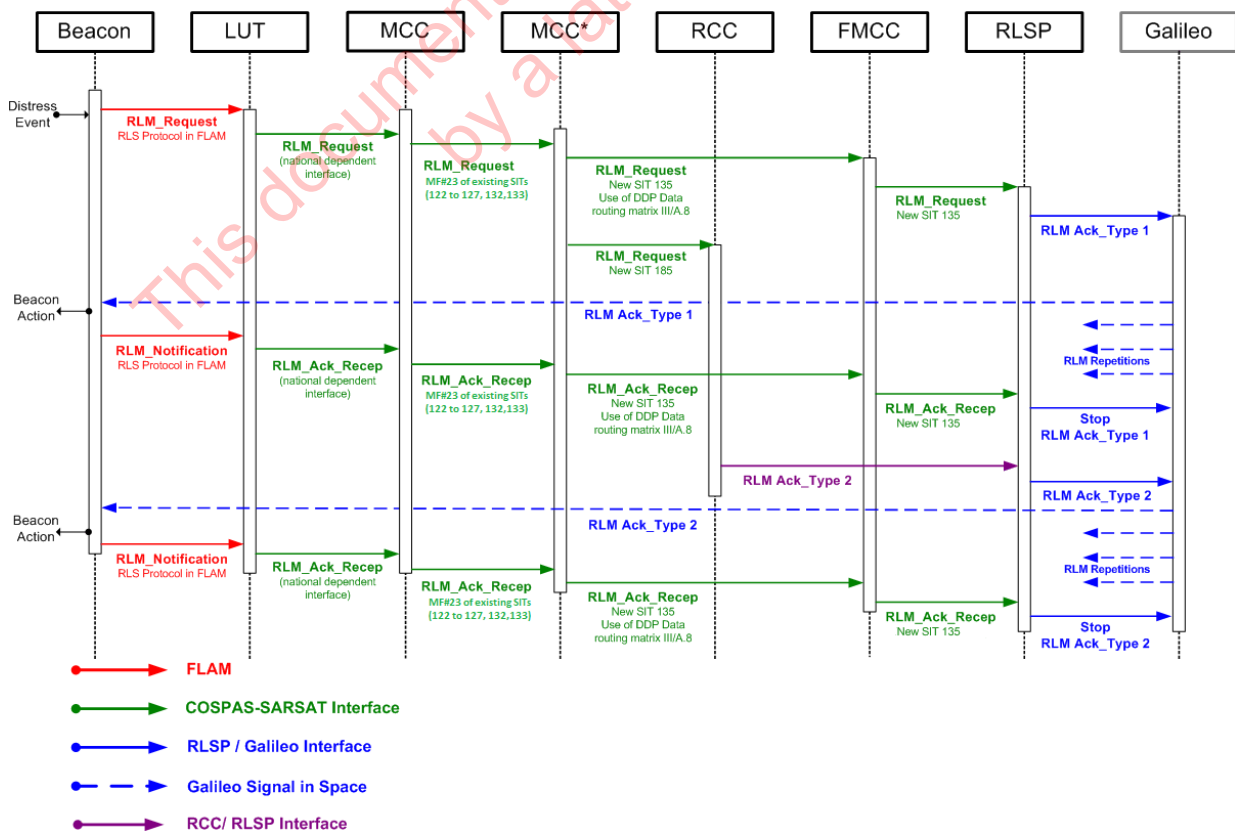 This document
by a lat
Beacon
LUT
MCC
MCC*
RCC
FMCC
RLSP
Galileo
Distress
Event
RLM_Request
RLS Protocol in FLAM
RLM_Request
(national dependent
interface)
RLM_Request
MF#23 of existing SITs
(122 to 127, 132,133)
RLM_Request
New SIT 135
Use of DDP Data
routing matrix III/A.8
RLM_Request
New SIT 135
RLM Ack_Type 1
RLM_Request
New SIT 185
Beacon
Action
RLM Ack_Type 1
RLM_Notification
RLS Protocol in FLAM
RLM_Ack_Recep
(national dependent
interface)
RLM_Ack_Recep
MF#23 of existing SITs
(122 to 127, 132,133)
RLM_Ack_Recep
New SIT 135
Use of DDP Data
routing matrix III/A.8
RLM_Ack_Recep
New SIT 135
RLM Repetitions
Stop
RLM Ack_Type 1
RLM Ack_Type 2
RLM Ack_Type 2
Beacon
Action
RLM Ack_Type 2
RLM_Notification
RLS Protocol in FLAM
RLM_Ack_Recep
(national dependent
interface)
RLM_Ack_Recep
MF#23 of existing SITs
(122 to 127, 132,133)
RLM_Ack_Recep
New SIT 135
Use of DDP Data
routing matrix III/A.8
RLM_Ack_Recep
New SIT 135
RLM Repetitions
Stop
RLM Ack_Type 2
FLAM
COSPAS-SARSAT Interface
RLSP / Galileo Interface
Galileo Signal in Space
RCC/ RLSP Interface